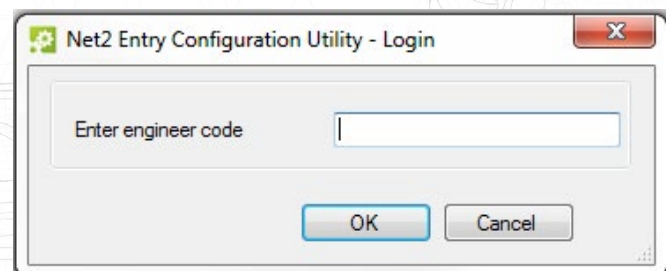 Net2 Entry Configuration Utility - Login
Enter engineer code
OK Cancel